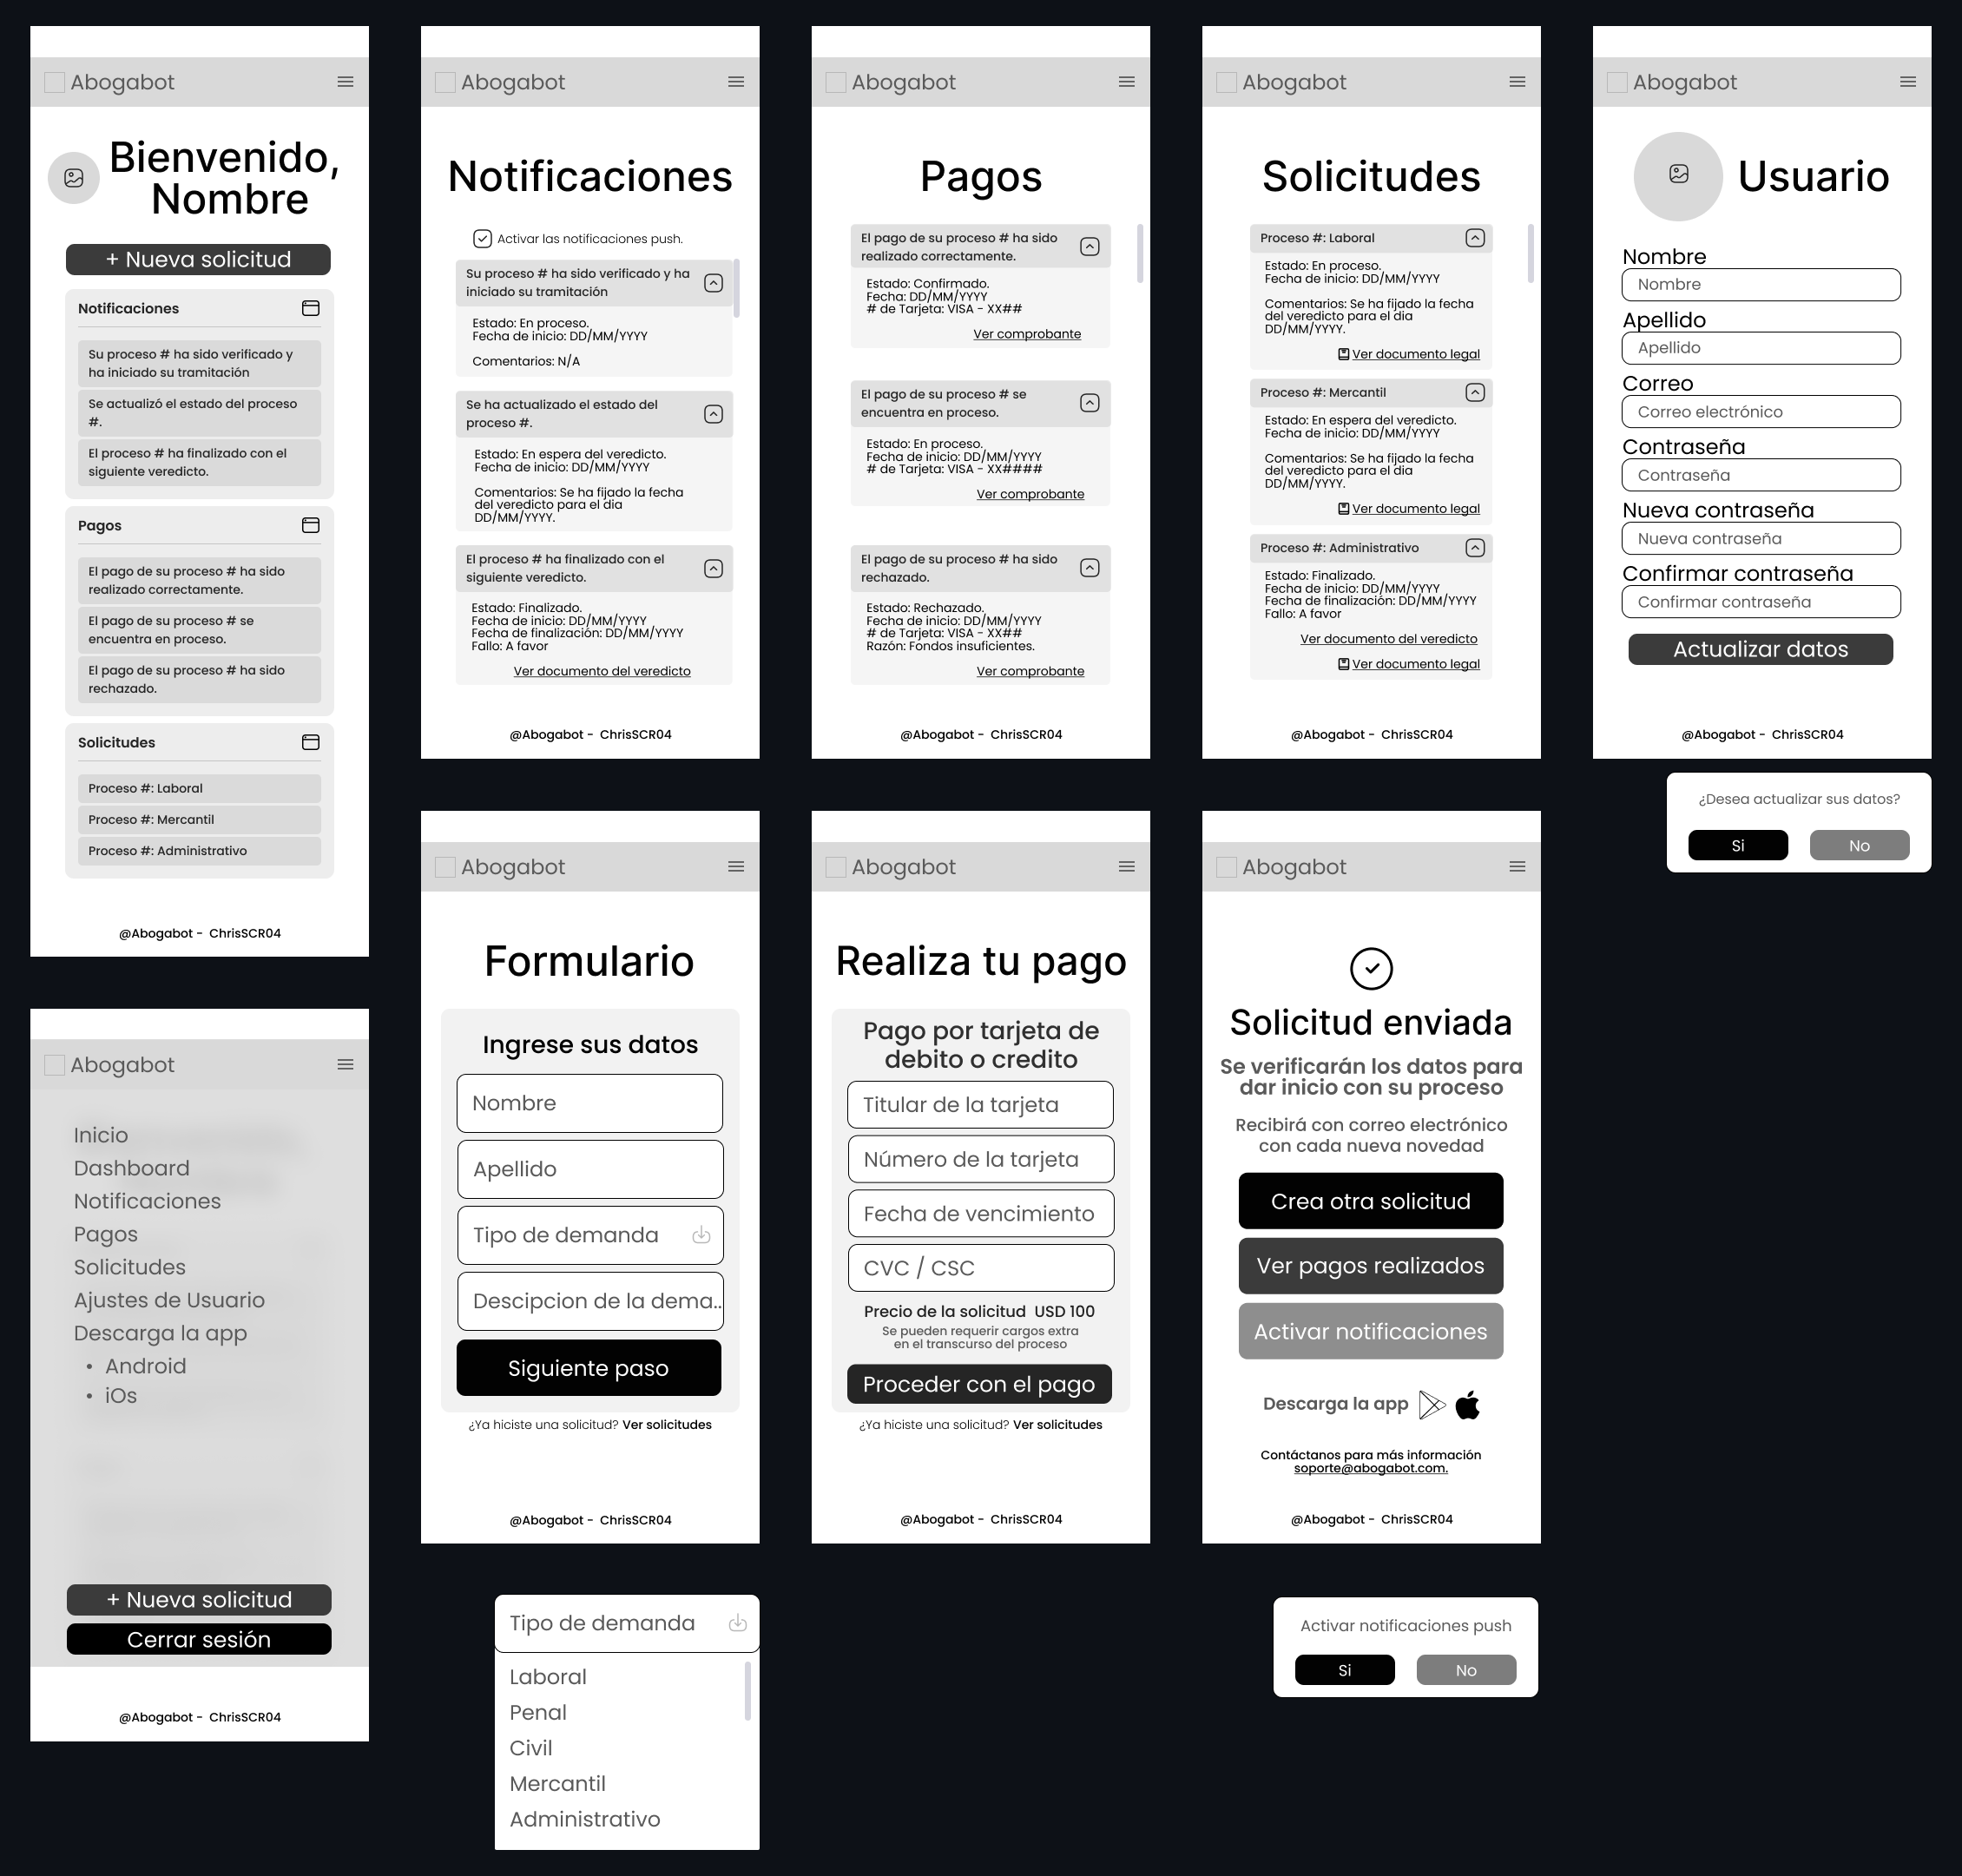 Abogabot
Bienvenido,
Nombre
+ Nueva solicitud
Notificaciones
Su proceso # ha sido verificado y
ha iniciado su tramitación
Se actualizó el estado del proceso
#.
El proceso # ha finalizado con el
siguiente veredicto.
Pagos
El pago de su proceso # ha sido
realizado correctamente.
El pago de su proceso # se
encuentra en proceso.
El pago de su proceso # ha sido
rechazado.
Solicitudes
Proceso #: Laboral
Proceso #: Mercantil
Proceso #: Administrativo
@Abogabot - ChrisSCR04
Abogabot
Notificaciones
Activar las notificaciones push.
Su proceso # ha sido verificado y ha
iniciado su tramitación
Estado: En proceso.
Fecha de inicio: DD/MM/YYYY
Comentarios: N/A
Se ha actualizado el estado del
proceso #.
Estado: En espera del veredicto.
Fecha de inicio: DD/MM/YYYY
Comentarios: Se ha fijado la fecha
del veredicto para el dia
DD/MM/YYYY.
El proceso # ha finalizado con el
siguiente veredicto.
Estado: Finalizado.
Fecha de inicio: DD/MM/YYYY
Fecha de finalización: DD/MM/YYYY
Fallo: A favor
Ver documento del veredicto
@Abogabot - ChrisSCR04
Abogabot
Pagos
El pago de su proceso # ha sido
realizado correctamente.
Estado: Confirmado.
Fecha: DD/MM/YYYY
# de Tarjeta: VISA - XX##
Ver comprobante
El pago de su proceso # se
encuentra en proceso.
Estado: En proceso.
Fecha de inicio: DD/MM/YYYY
# de Tarjeta: VISA - XX####
Ver comprobante
El pago de su proceso # ha sido
rechazado.
Estado: Rechazado.
Fecha de inicio: DD/MM/YYYY
# de Tarjeta: VISA - XX##
Razón: Fondos insuficientes.
Ver comprobante
@Abogabot - ChrisSCR04
Abogabot
Solicitudes
Proceso #: Laboral
Estado: En proceso.
Fecha de inicio: DD/MM/YYYY
Comentarios: Se ha fijado la fecha
del veredicto para el dia
DD/MM/YYYY.
Ver documento legal
Proceso #: Mercantil
Estado: En espera del veredicto.
Fecha de inicio: DD/MM/YYYY
Comentarios: Se ha fijado la fecha
del veredicto para el dia
DD/MM/YYYY.
Ver documento legal
Proceso #: Administrativo
Estado: Finalizado.
Fecha de inicio: DD/MM/YYYY
Fecha de finalización: DD/MM/YYYY
Fallo: A favor
Ver documento del veredicto
Ver documento legal
@Abogabot - ChrisSCR04
Abogabot
Usuario
Nombre
Nombre
Apellido
Apellido
Correo
Correo electrónico
Contraseña
Contraseña
Nueva contraseña
Nueva contraseña
Confirmar contraseña
Confirmar contraseña
Actualizar datos
@Abogabot - ChrisSCR04
¿Desea actualizar sus datos?
Si
No
Abogabot
Inicio
Dashboard
Notificaciones
Pagos
Solicitudes
Ajustes de Usuario
Descarga la app
• Android
• iOs
+ Nueva solicitud
Cerrar sesión
@Abogabot - ChrisSCR04
Abogabot
Formulario
Ingrese sus datos
Nombre
Apellido
Tipo de demanda
Descipcion de la dema..
Siguiente paso
¿Ya hiciste una solicitud? Ver solicitudes
@Abogabot - ChrisSCR04
Tipo de demanda
Laboral
Penal
Civil
Mercantil
Administrativo
Abogabot
Realiza tu pago
Pago por tarjeta de
debito o credito
Titular de la tarjeta
Número de la tarjeta
Fecha de vencimiento
CVC / CSC
Precio de la solicitud USD 100
Se pueden requerir cargos extra
en el transcurso del proceso
Proceder con el pago
¿Ya hiciste una solicitud? Ver solicitudes
@Abogabot - ChrisSCR04
Abogabot
Solicitud enviada
Se verificarán los datos para
dar inicio con su proceso
Recibirá con correo electrónico
con cada nueva novedad
Crea otra solicitud
Ver pagos realizados
Activar notificaciones
Descarga la app
Contáctanos para más información
soporte@abogabot.com.
@Abogabot - ChrisSCR04
Activar notificaciones push
Si
No